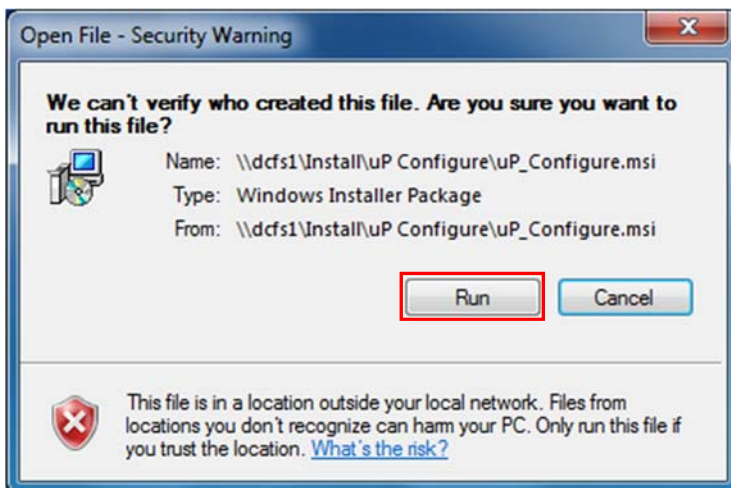 Open File - Security Warning
We can't verify who created this file. Are you sure you want to
run this file?
Name: \\dcfs1\Install\uP Configure\uP_Configure.msi
Type: Windows Installer Package
From: \\dcfs1\Install\uP Configure\uP_Configure.msi
Run Cancel
This file is in a location outside your local network. Files from
locations you don't recognize can harm your PC. Only run this file if
you trust the location. What's the risk?